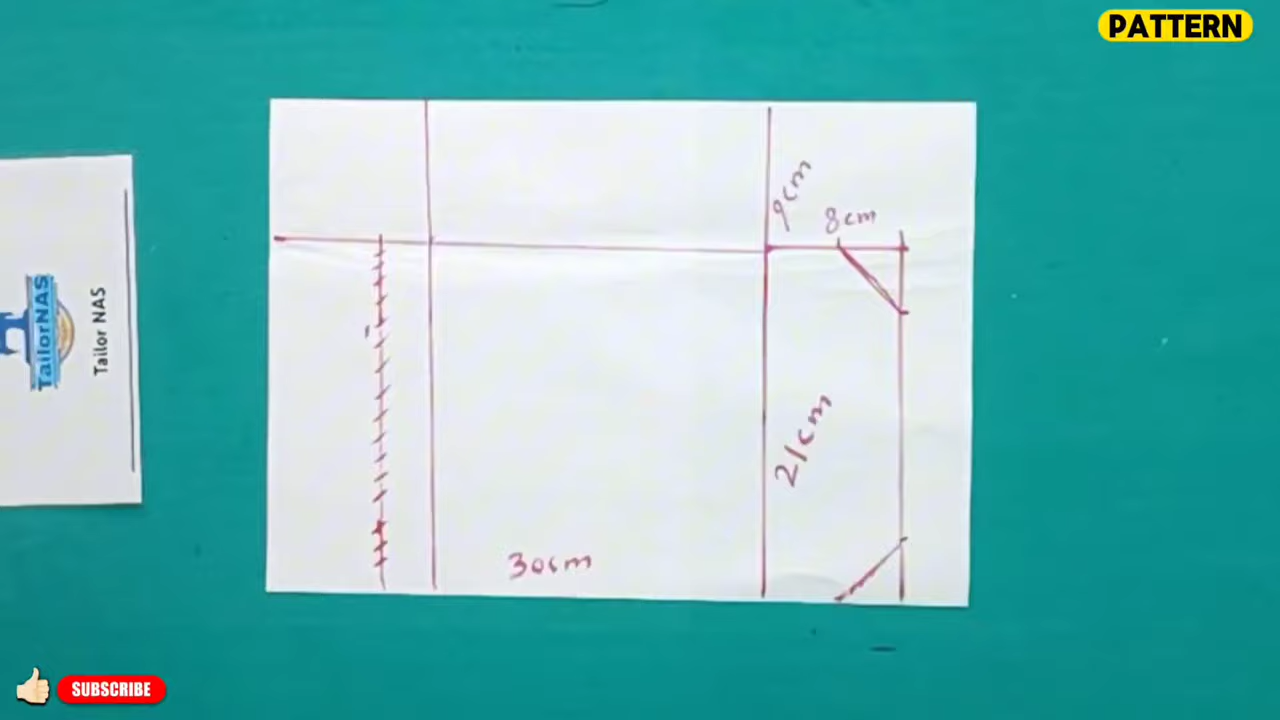 PATTERN
9cm
8cm
21cm
30cm
TailorNAS
Tailor NAS
SUBSCRIBE